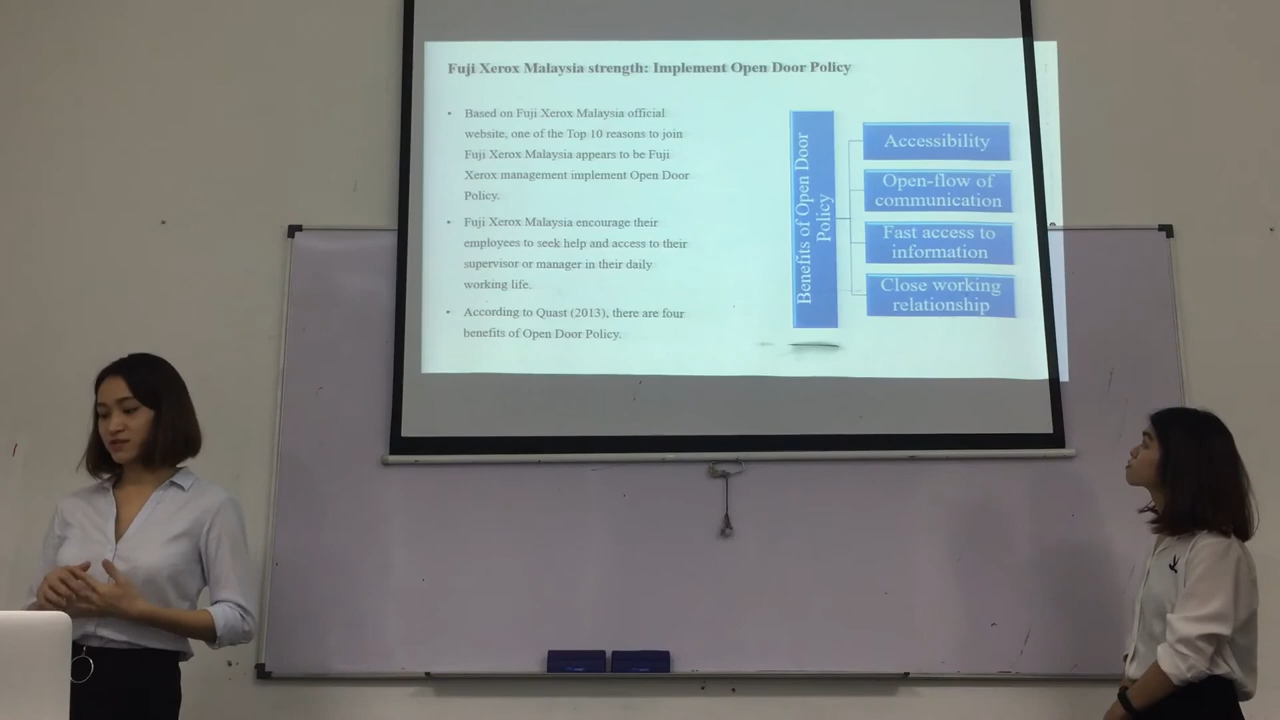 Fuji Xerox Malaysia strength: Implement Open Door Policy
• Based on Fuji Xerox Malaysia official
website, one of the Top 10 reasons to join
Fuji Xerox Malaysia appears to be Fuji
Xerox management implement Open Door
Policy.
• Fuji Xerox Malaysia encourage their
employees to seek help and access to their
supervisor or manager in their daily
working life.
• According to Quast (2013), there are four
benefits of Open Door Policy.
Benefits of Open Door
Policy
Accessibility
Open-flow of
communication
Fast access to
information
Close working
relationship